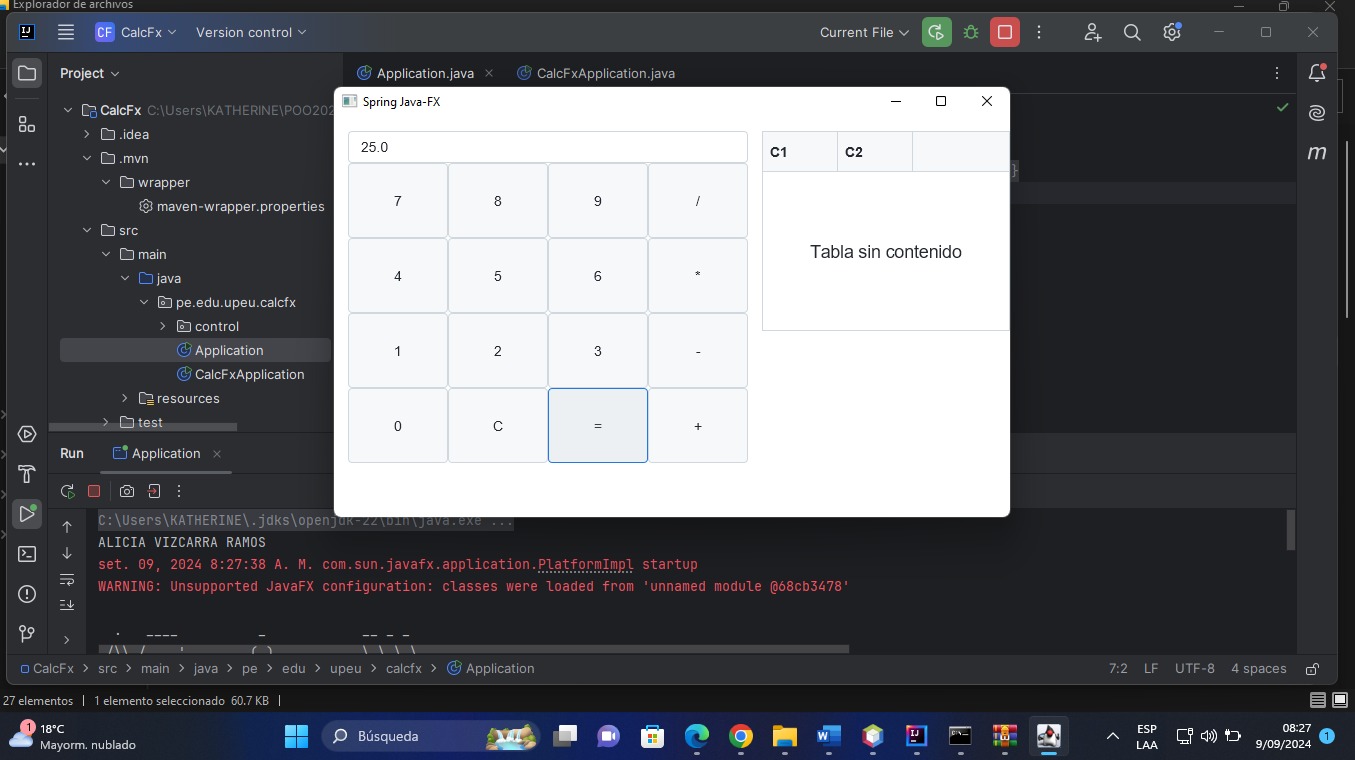 Explorador de archivos
CF CalcFx Version control Current File
Project Application.java CalcFxApplication.java
CalcFx C:\Users\KATHERINE\POO202
.idea
.mvn
wrapper
maven-wrapper.properties
src
main
java
pe.edu.upeu.calcfx
control
Application
CalcFxApplication
resources
test
Spring Java-FX
25.0
7 8 9 /
4 5 6 *
1 2 3 -
0 C = +
C1 C2
Tabla sin contenido
}
m
Run Application
C:\Users\KATHERINE\.jdks\openjdk-22\bin\java.exe ...
ALICIA VIZCARRA RAMOS
set. 09, 2024 8:27:38 A. M. com.sun.javafx.application.PlatformImpl startup
WARNING: Unsupported JavaFX configuration: classes were loaded from 'unnamed module @68cb3478'
CalcFx > src > main > java > pe > edu > upeu > calcfx > Application 7:2 LF UTF-8 4 spaces
27 elementos | 1 elemento seleccionado 60.7 KB |
1 18°C
Mayorm. nublado
Búsqueda
ESP
LAA
08:27
9/09/2024
1